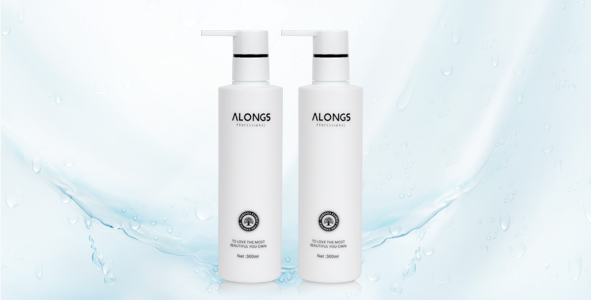 ALONGS
PROFESSIONAL
TO LOVE THE MOST
BEAUTIFUL YOU OWN
Net :300ml
ALONGS
PROFESSIONAL
TO LOVE THE MOST
BEAUTIFUL YOU OWN
Net :300ml